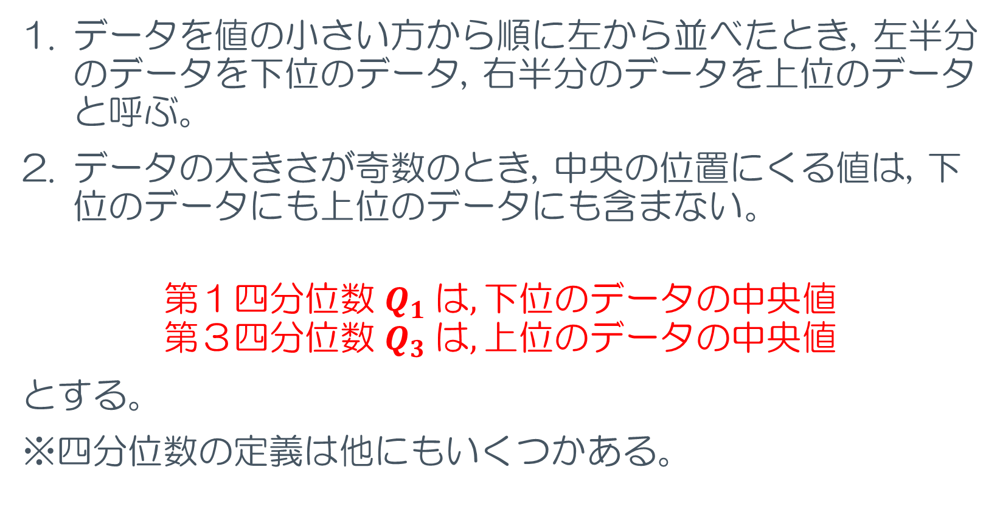 1. データを値の小さい方から順に左から並べたとき, 左半分
のデータを下位のデータ, 右半分のデータを上位のデータ
と呼ぶ。
2. データの大きさが奇数のとき, 中央の位置にくる値は, 下
位のデータにも上位のデータにも含まない。
第１四分位数 Q₁ は, 下位のデータの中央値
第３四分位数 Q₃ は, 上位のデータの中央値
とする。
※四分位数の定義は他にもいくつかある。